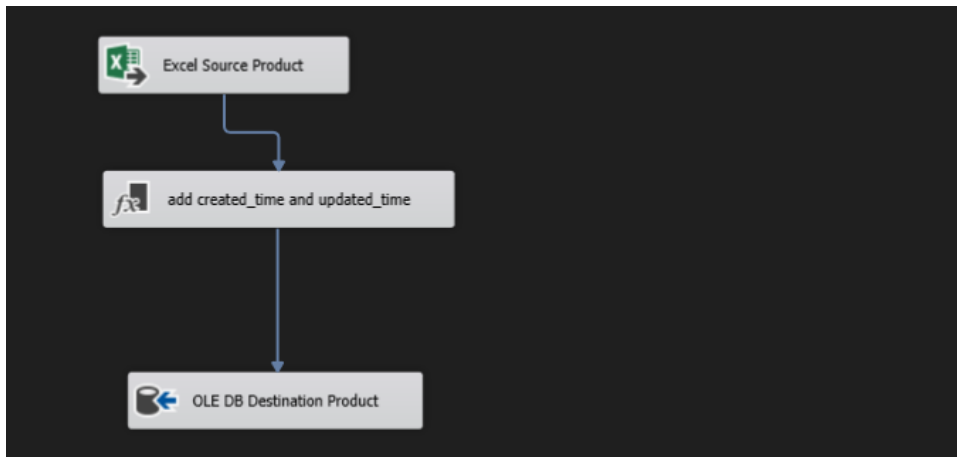 Excel Source Product
add created_time and updated_time
OLE DB Destination Product